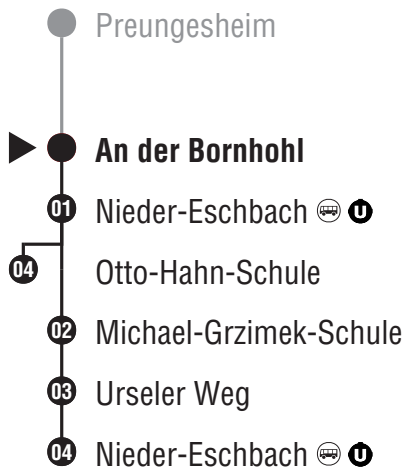 Preungesheim
An der Bornhohl
01 Nieder-Eschbach U
04 Otto-Hahn-Schule
02 Michael-Grzimek-Schule
03 Urseler Weg
04 Nieder-Eschbach U